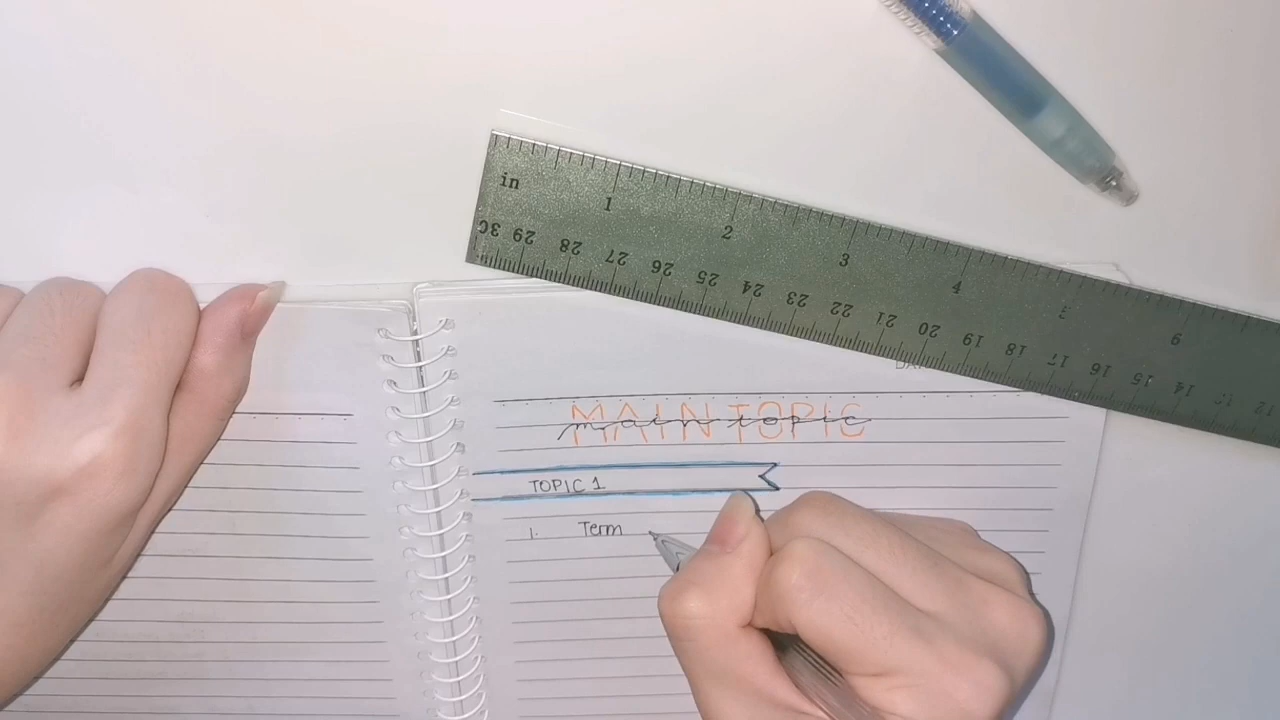 in
1 2 3 4 5 6
30 29 28 27 26 25 24 23 22 21 20 19 18 17 16 15 14 13 12
MAIN TOPIC
main topic
TOPIC 1
1. Term